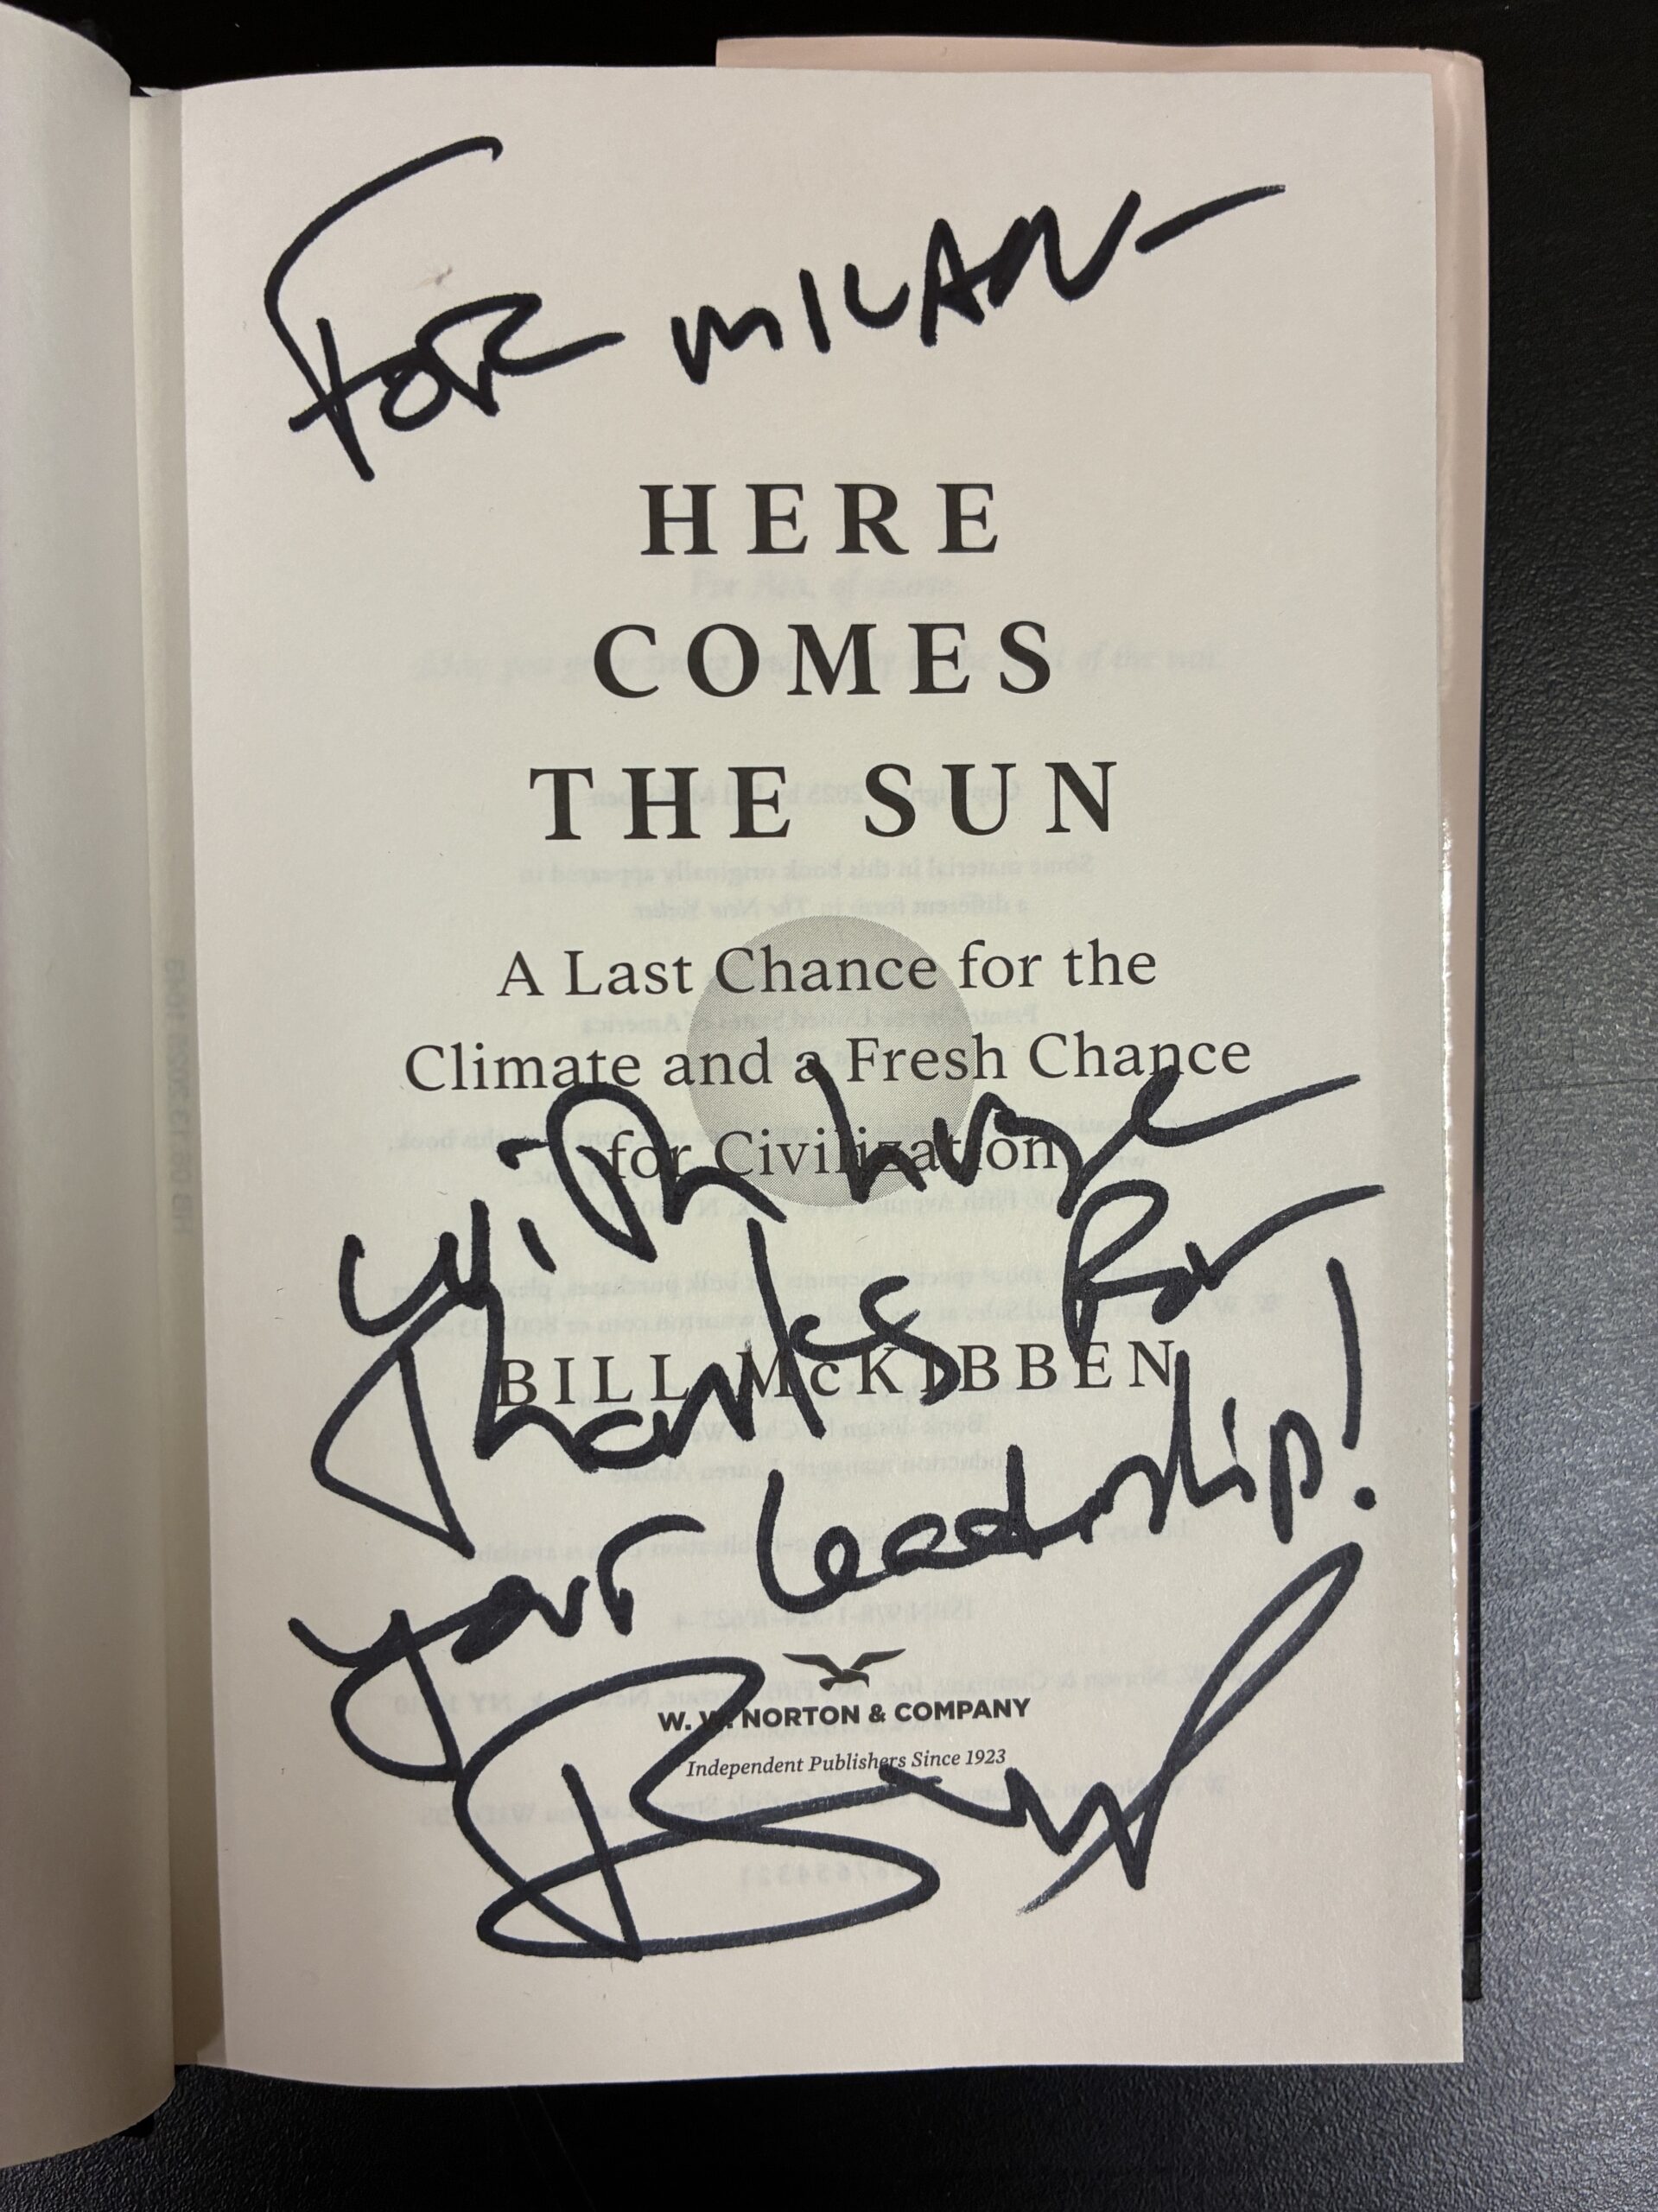 FOR MILAN-
HERE
COMES
THE SUN
A Last Chance for the
Climate and a Fresh Chance
for Civilization
With huge
Thanks for
BILL McKIBBEN
your leadership!
W. W. NORTON & COMPANY
Independent Publishers Since 1923
Bill